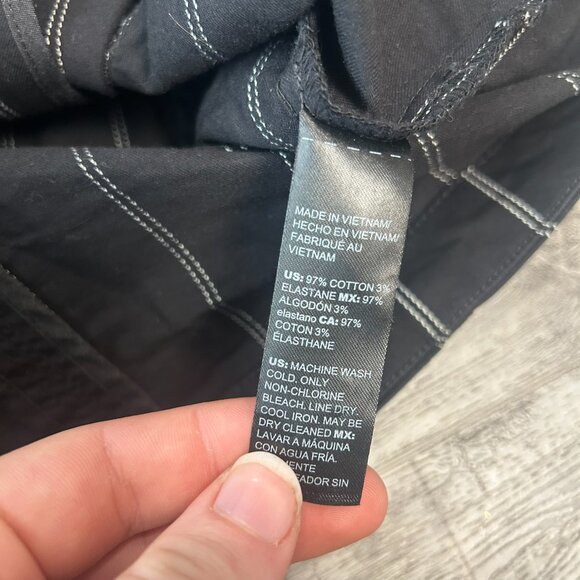 MADE IN VIETNAM/
HECHO EN VIETNAM/
FABRIQUÉ AU
VIETNAM
US: 97% COTTON 3%
ELASTANE MX: 97%
ALGODÓN 3%
elastano CA: 97%
COTON 3%
ÉLASTHANE
US: MACHINE WASH
COLD. ONLY
NON-CHLORINE
BLEACH. LINE DRY.
COOL IRON. MAY BE
DRY CLEANED MX:
LAVAR A MÁQUINA
CON AGUA FRÍA.
SIN